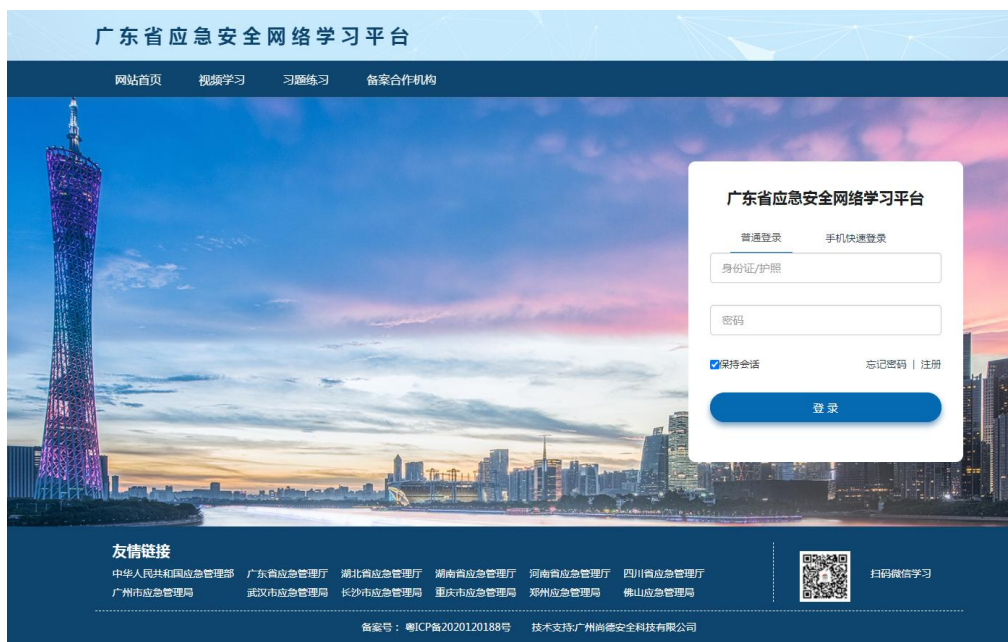 广东省应急安全网络学习平台
网站首页 视频学习 习题练习 备案合作机构
广东省应急安全网络学习平台
普通登录 手机快速登录
身份证/护照
密码
保持会话 忘记密码 | 注册
登 录
友情链接
中华人民共和国应急管理部 广东省应急管理厅 湖北省应急管理厅 湖南省应急管理厅 河南省应急管理厅 四川省应急管理厅
广州市应急管理局 武汉市应急管理局 长沙市应急管理局 重庆市应急管理局 郑州应急管理局 佛山应急管理局
扫码微信学习
备案号：粤ICP备2020120188号 技术支持:广州尚德安全科技有限公司